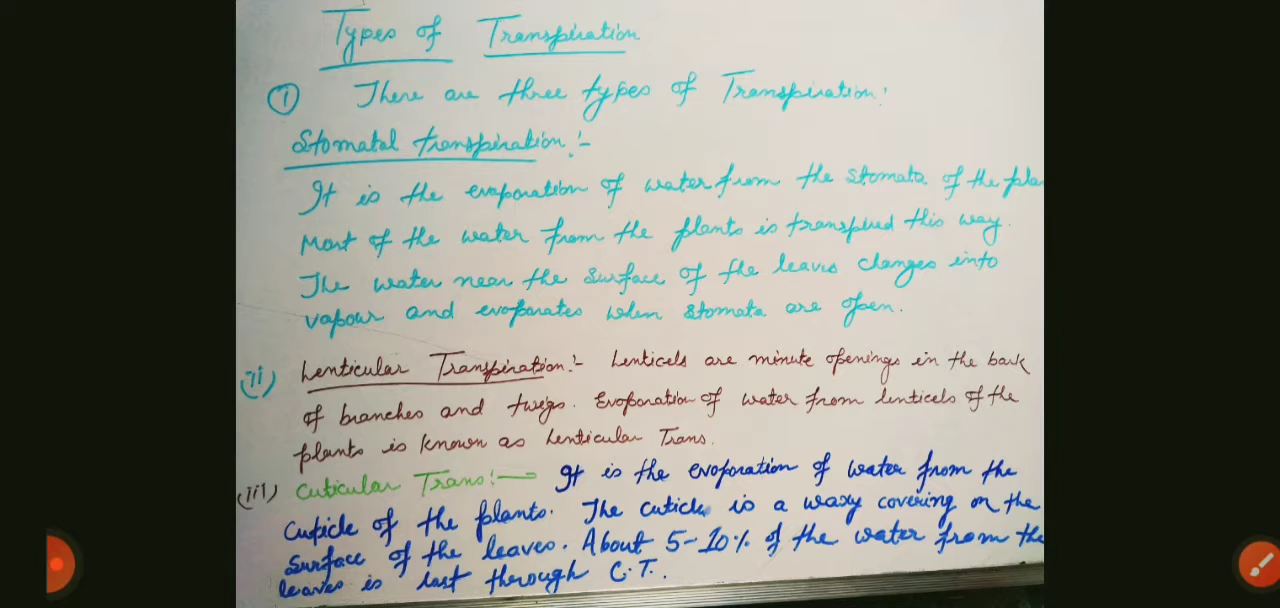 Types of Transpiration
(i) There are three types of Transpiration:
Stomatal transpiration:-
It is the evaporation of water from the stomata of the pla
Most of the water from the plants is transpired this way.
The water near the surface of the leaves changes into
vapour and evoporates when stomata are open.
(ii) Lenticular Transpiration:- Lenticels are minute openings in the bark
of branches and twigs. Evoporation of water from lenticels of the
plants is known as Lenticular Trans.
(iii) Cuticular Trans:- It is the evoporation of water from the
cuticle of the plants. The cuticle is a waxy covering on the
surface of the leaves. About 5-10% of the water from the
leaves is lost through C.T.